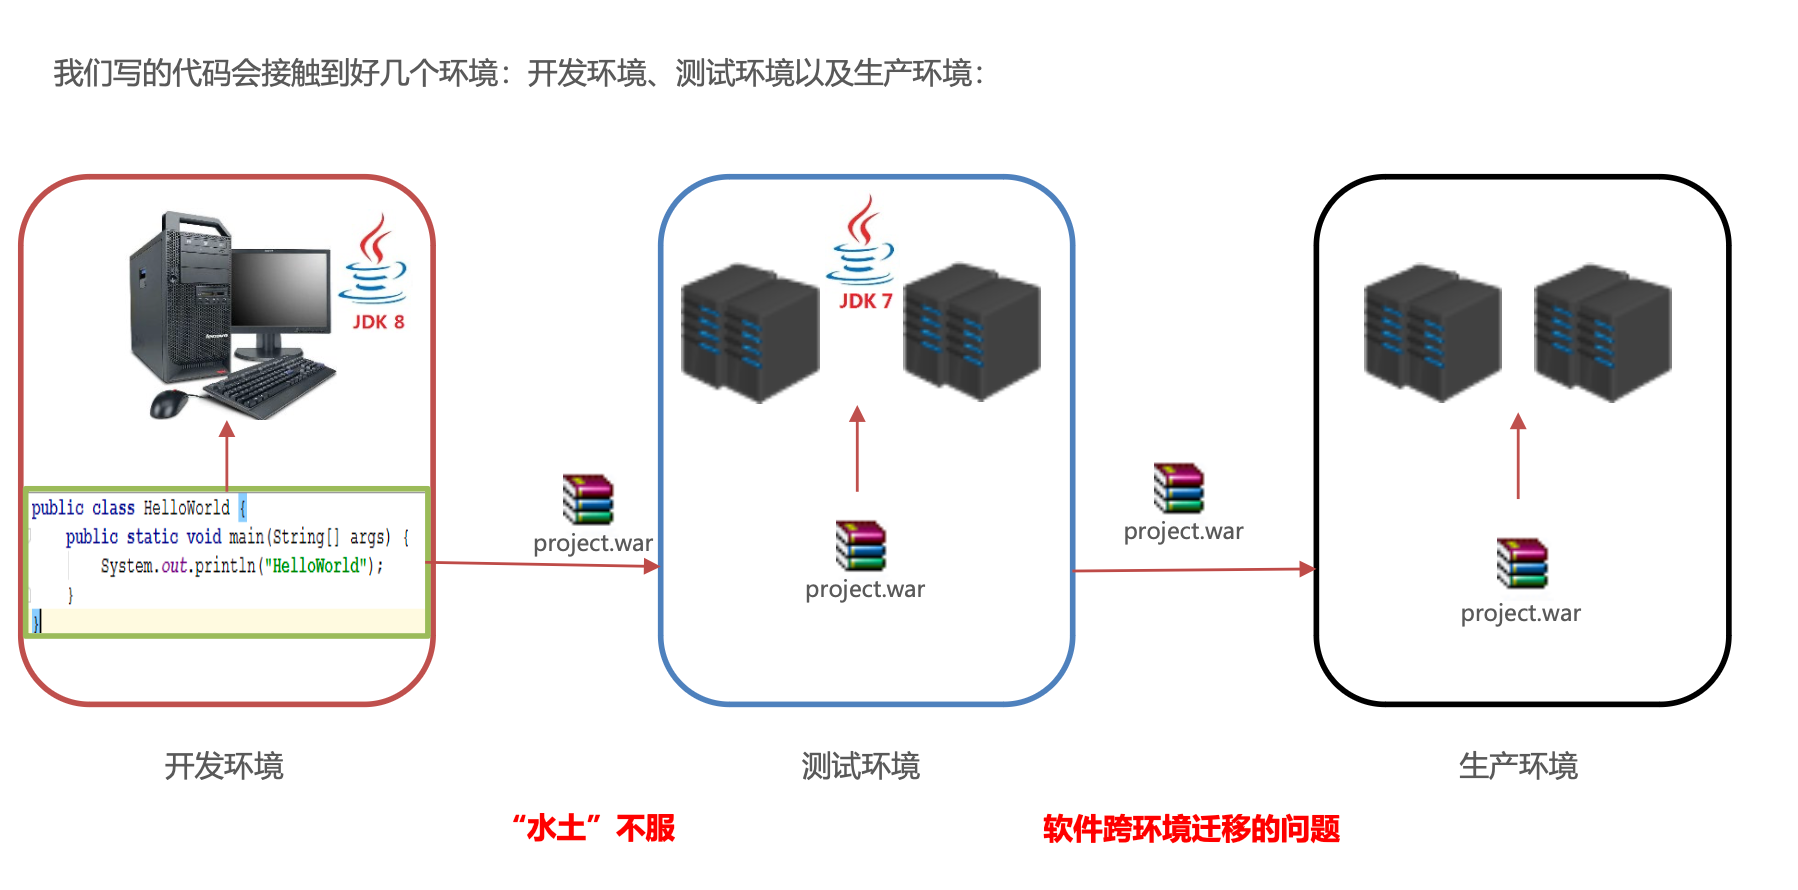 我们写的代码会接触到好几个环境：开发环境、测试环境以及生产环境：
JDK 8
JDK 7
public class HelloWorld {
public static void main(String[] args) {
System.out.println("HelloWorld");
}
}
project.war
project.war
project.war
project.war
开发环境
测试环境
生产环境
“水土”不服
软件跨环境迁移的问题